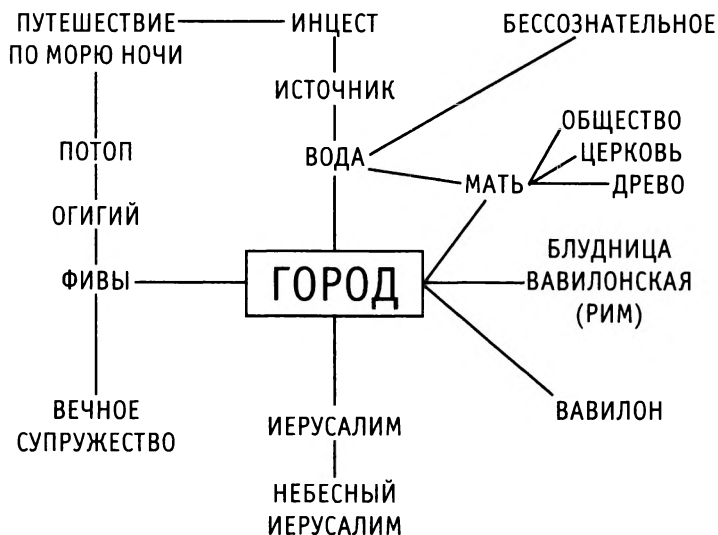 ПУТЕШЕСТВИЕ
ПО МОРЮ НОЧИ
ИНЦЕСТ
БЕССОЗНАТЕЛЬНОЕ
ИСТОЧНИК
ОБЩЕСТВО
ПОТОП
ВОДА
ЦЕРКОВЬ
МАТЬ
ДРЕВО
ОГИГИЙ
ФИВЫ
ГОРОД
БЛУДНИЦА
ВАВИЛОНСКАЯ
(РИМ)
ВЕЧНОЕ
СУПРУЖЕСТВО
ИЕРУСАЛИМ
ВАВИЛОН
НЕБЕСНЫЙ
ИЕРУСАЛИМ